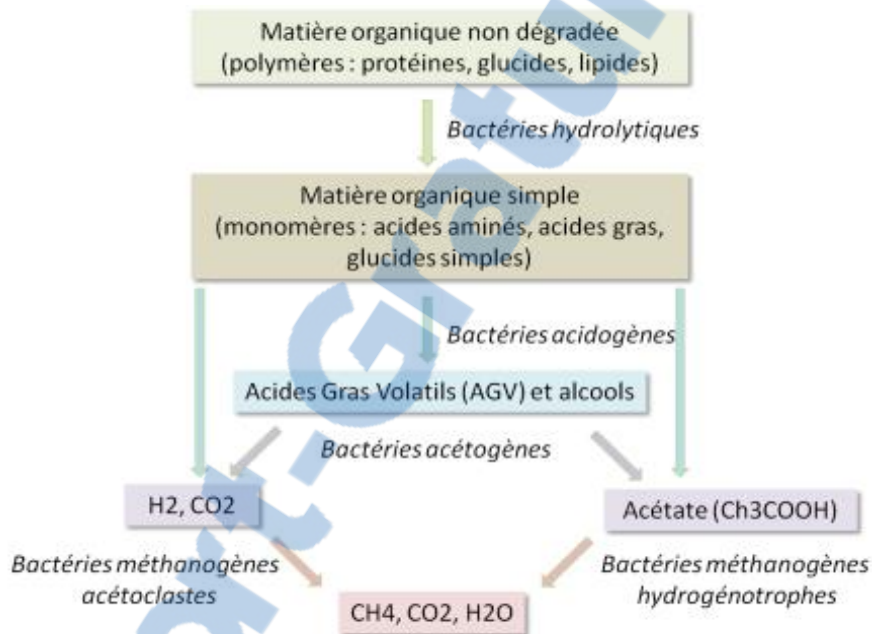 Matière organique non dégradée
(polymères : protéines, glucides, lipides)
Bactéries hydrolytiques
Matière organique simple
(monomères : acides aminés, acides gras,
glucides simples)
Bactéries acidogènes
Acides Gras Volatils (AGV) et alcools
Bactéries acétogènes
H2, CO2
Acétate (Ch3COOH)
Bactéries méthanogènes
acétoclastes
Bactéries méthanogènes
hydrogénotrophes
CH4, CO2, H2O
rt-Gratui